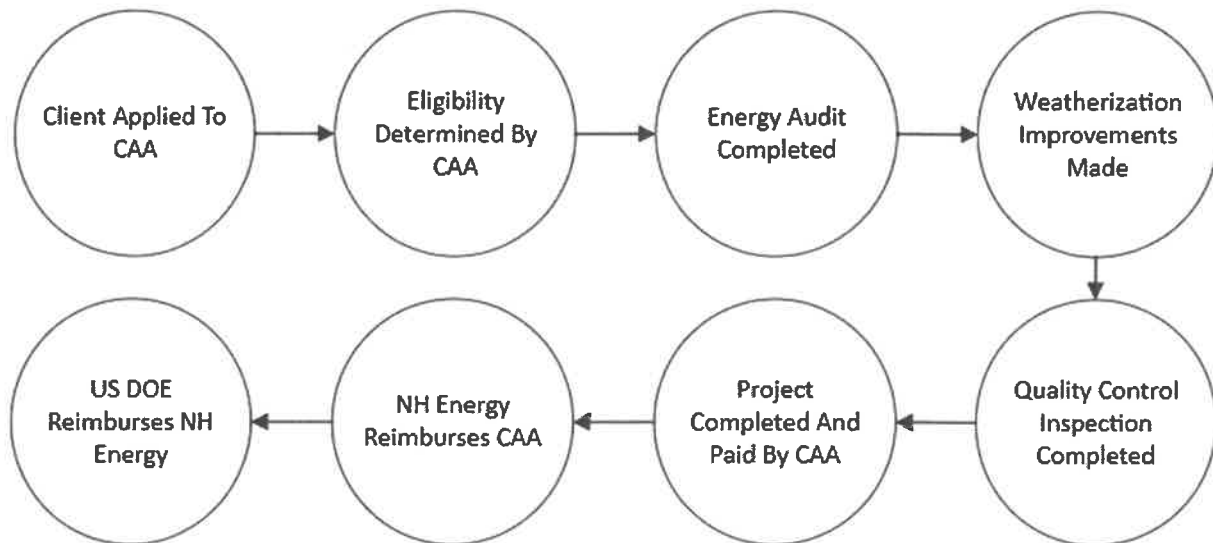 Client Applied To
CAA
Eligibility
Determined By
CAA
Energy Audit
Completed
Weatherization
Improvements
Made
Quality Control
Inspection
Completed
Project
Completed And
Paid By CAA
NH Energy
Reimburses CAA
US DOE
Reimburses NH
Energy